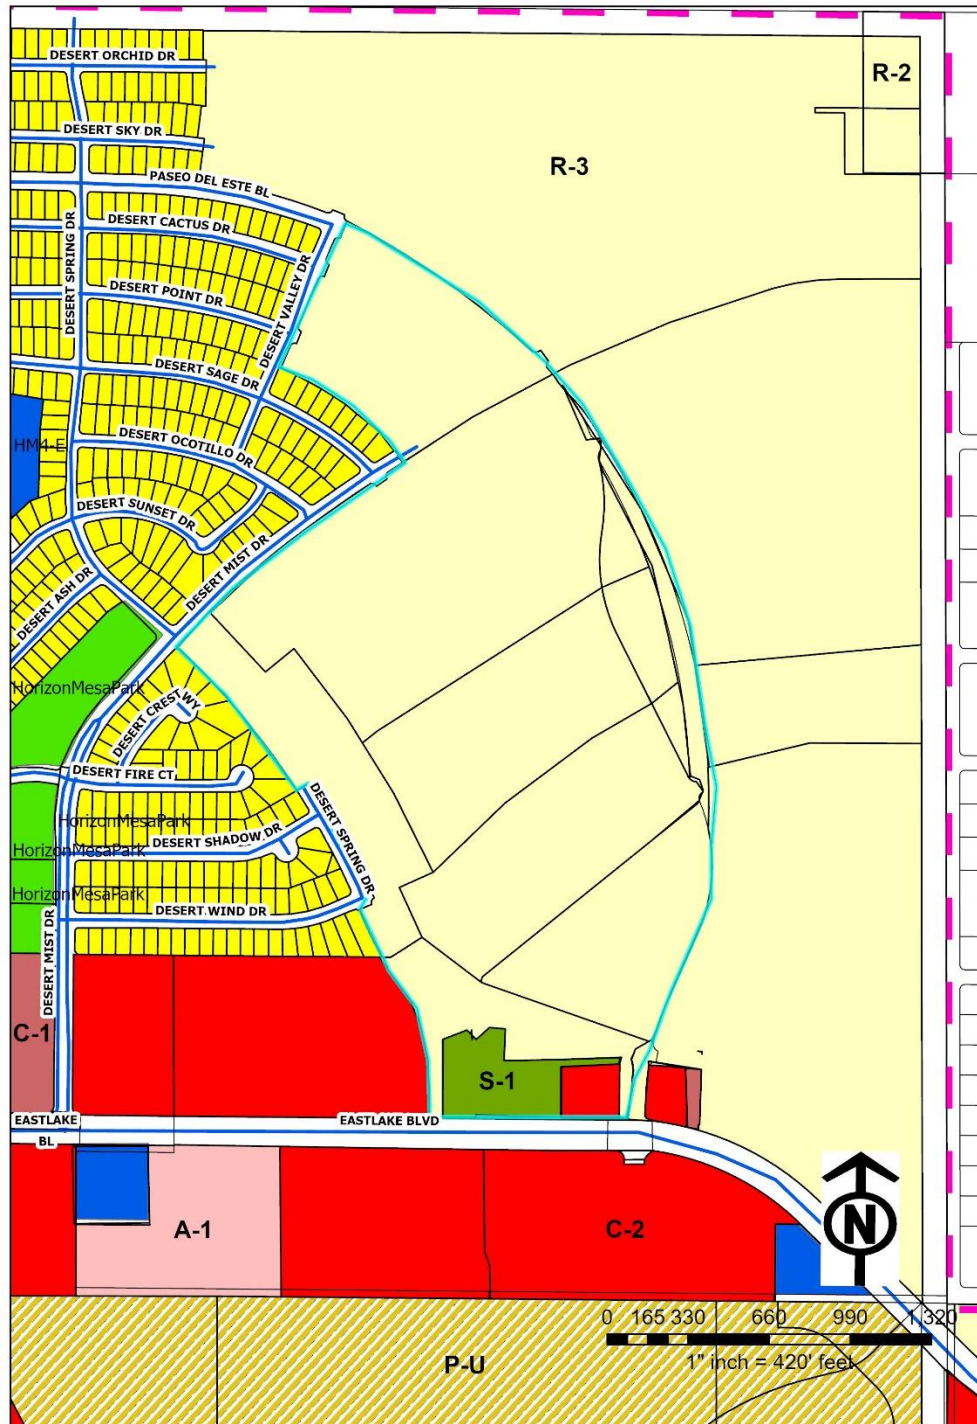 DESERT ORCHID DR
R-2
DESERT SKY DR
R-3
PASEO DEL ESTE BL
DESERT CACTUS DR
DESERT SPRING DR
DESERT VALLEY DR
DESERT POINT DR
DESERT SAGE DR
HM4-E
DESERT OCOTILLO DR
DESERT SUNSET DR
DESERT MIST DR
DESERT ASH DR
HorizonMesaPark
DESERT CREST WY
DESERT FIRE CT
DESERT SPRING DR
HorizonMesaPark
DESERT SHADOW DR
HorizonMesaPark
HorizonMesaPark
DESERT WIND DR
DESERT MIST DR
C-1
S-1
EASTLAKE
BL
EASTLAKE BLVD
A-1
C-2
N
0 165 330 660 990 1,320
1" inch = 420' feet
P-U